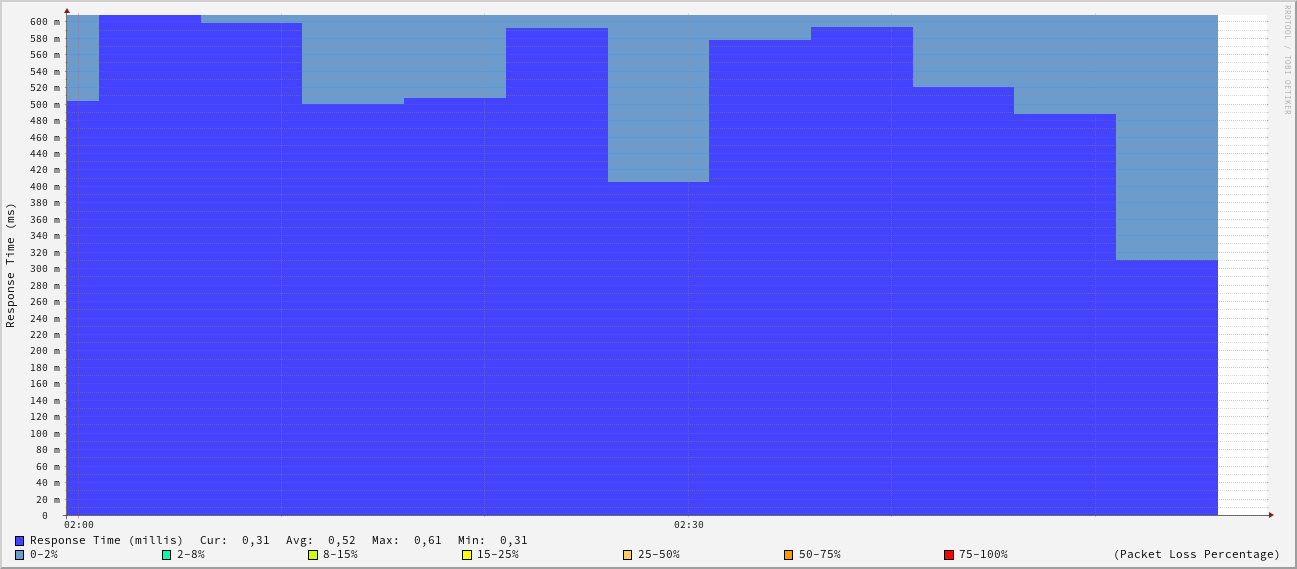 600 m
580 m
560 m
540 m
520 m
500 m
480 m
460 m
440 m
420 m
400 m
380 m
360 m
340 m
320 m
300 m
280 m
260 m
240 m
220 m
200 m
180 m
160 m
140 m
120 m
100 m
80 m
60 m
40 m
20 m
0
Response Time (ms)
RRDTOOL / TOBI OETIKER
02:00 02:30
Response Time (millis) Cur: 0,31 Avg: 0,52 Max: 0,61 Min: 0,31
0-2% 2-8% 8-15% 15-25% 25-50% 50-75% 75-100% (Packet Loss Percentage)